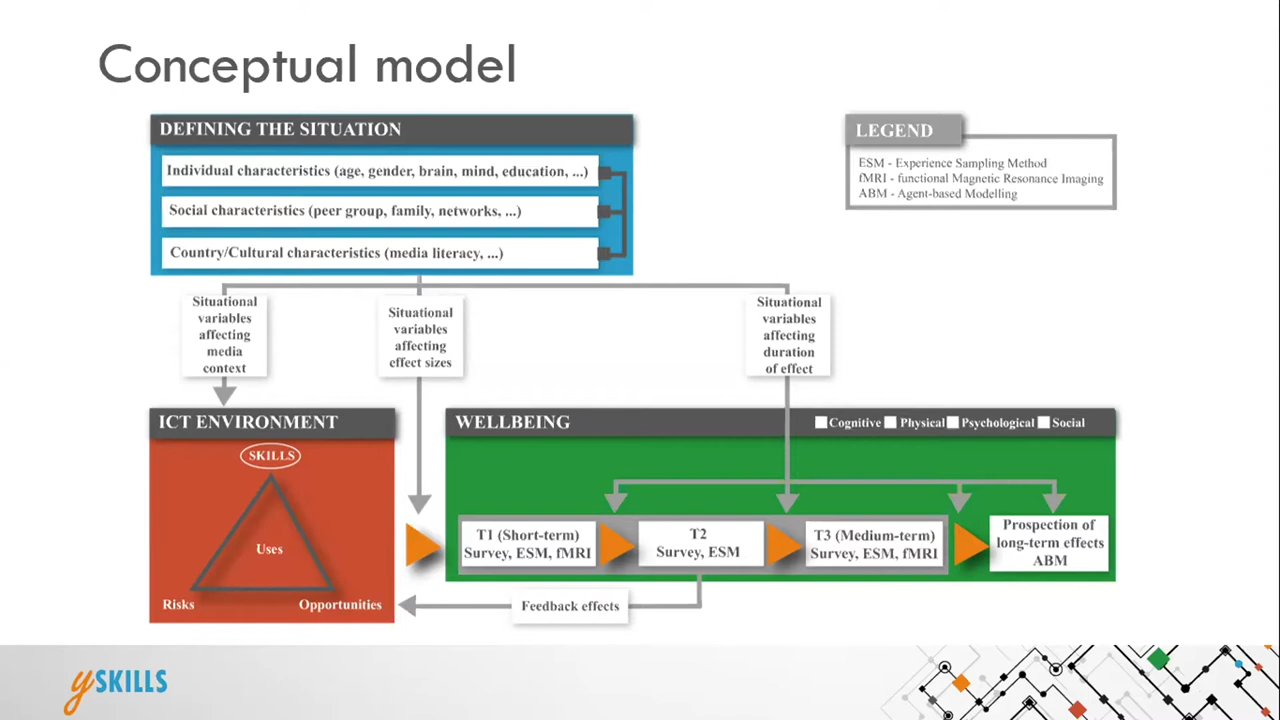 Conceptual model
DEFINING THE SITUATION
Individual characteristics (age, gender, brain, mind, education, ...)
Social characteristics (peer group, family, networks, ...)
Country/Cultural characteristics (media literacy, ...)
LEGEND
ESM - Experience Sampling Method
fMRI - functional Magnetic Resonance Imaging
ABM - Agent-based Modelling
Situational
variables
affecting
media
context
Situational
variables
affecting
effect sizes
Situational
variables
affecting
duration
of effect
ICT ENVIRONMENT
SKILLS
Uses
Risks
Opportunities
WELLBEING
Cognitive
Physical
Psychological
Social
T1 (Short-term)
Survey, ESM, fMRI
T2
Survey, ESM
T3 (Medium-term)
Survey, ESM, fMRI
Prospection of
long-term effects
ABM
Feedback effects
ySKILLS